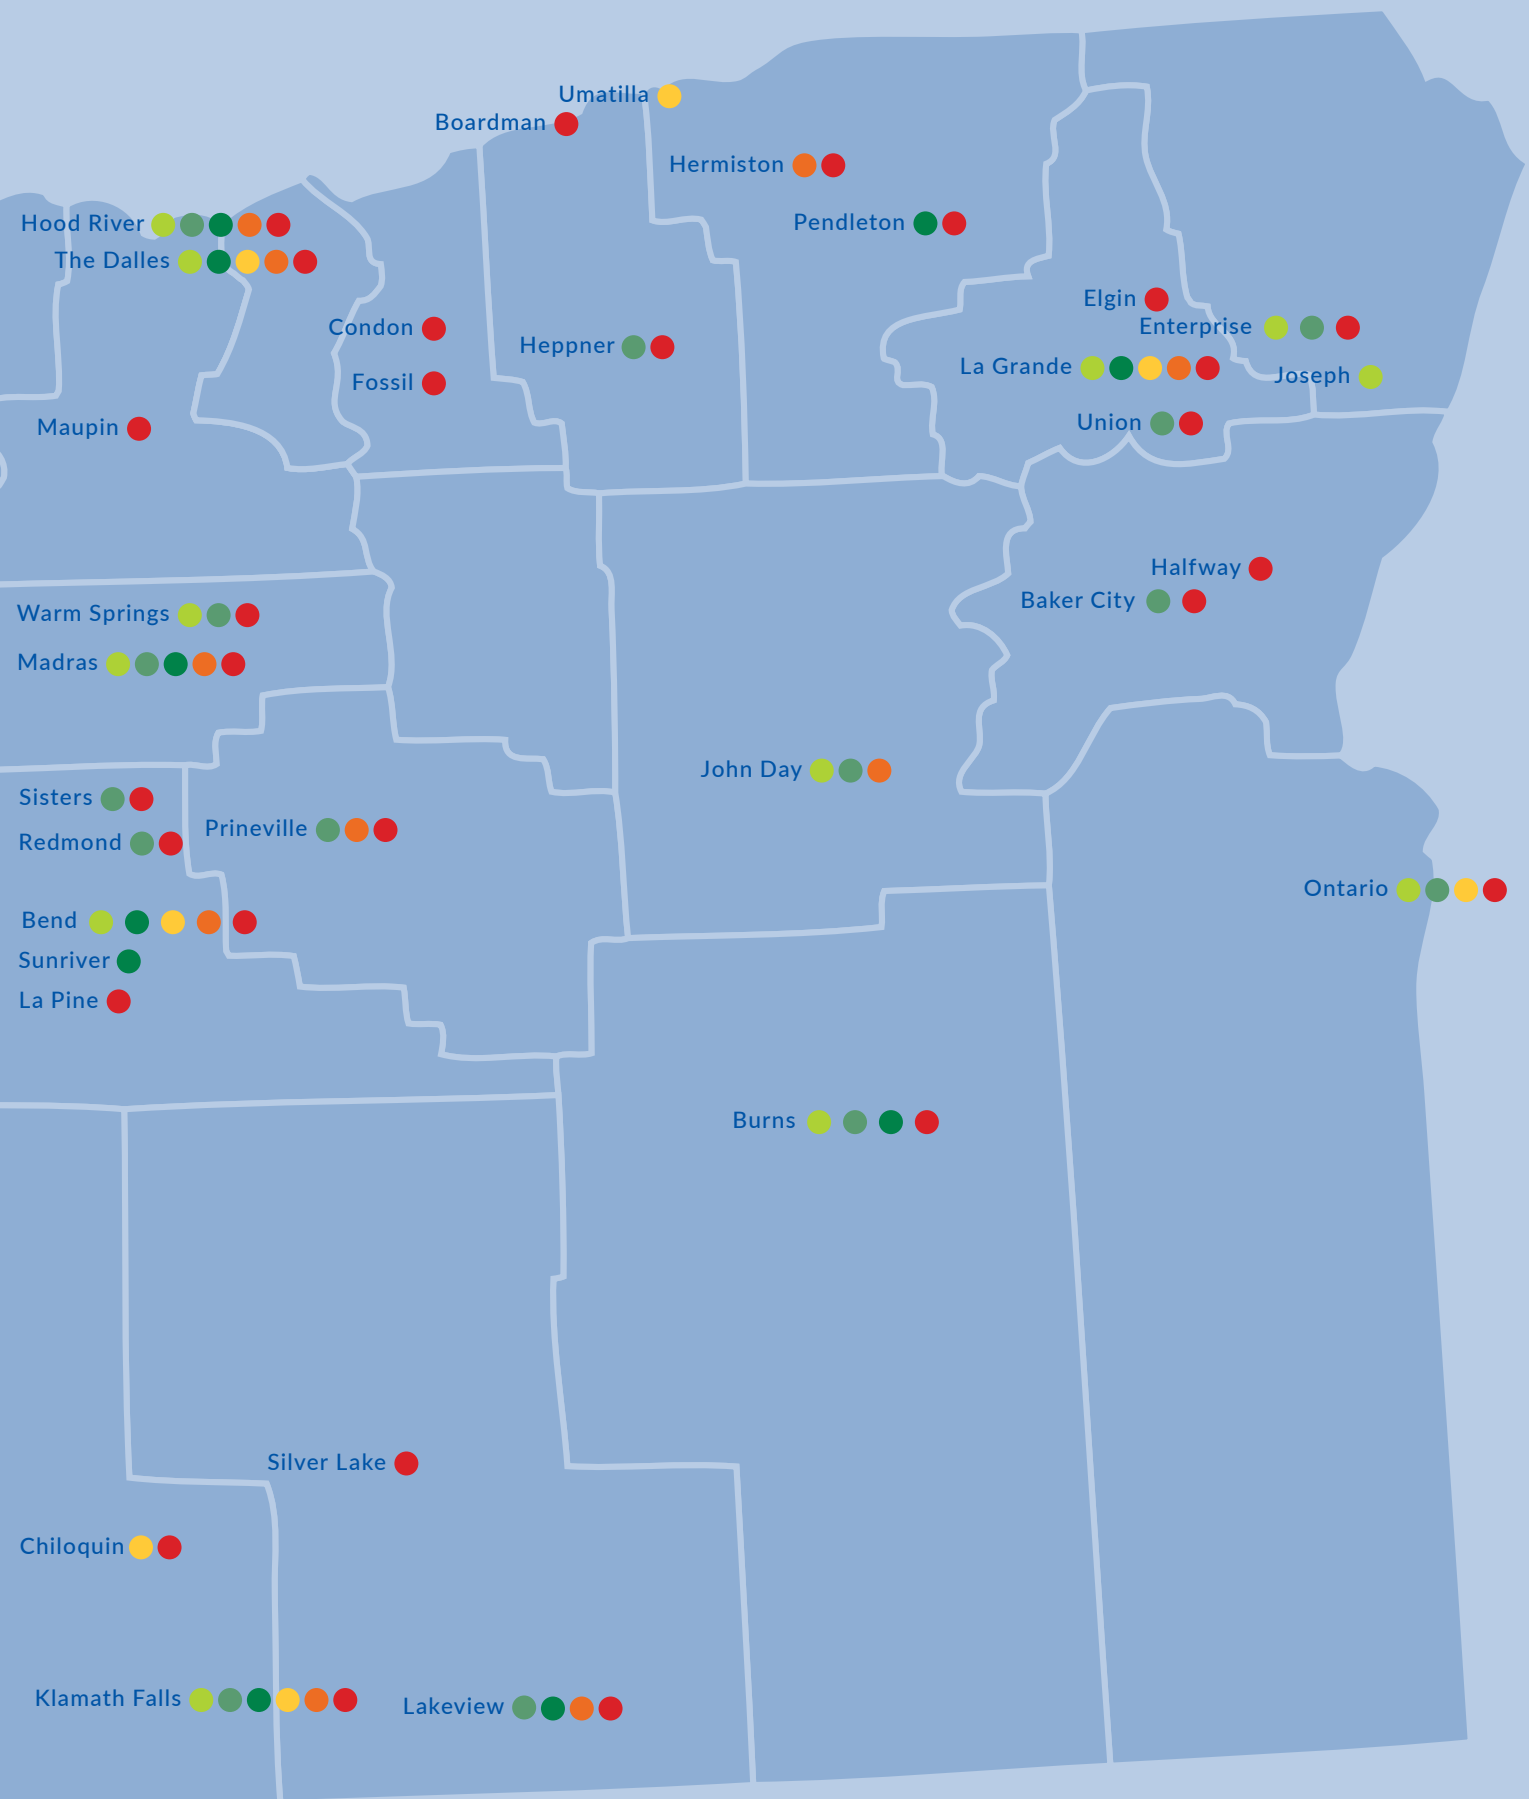 Umatilla
Boardman
Hermiston
Hood River
Pendleton
The Dalles
Elgin
Condon
Enterprise
Heppner
La Grande
Fossil
Joseph
Maupin
Union
Halfway
Baker City
Warm Springs
Madras
John Day
Sisters
Prineville
Redmond
Ontario
Bend
Sunriver
La Pine
Burns
Silver Lake
Chiloquin
Klamath Falls
Lakeview